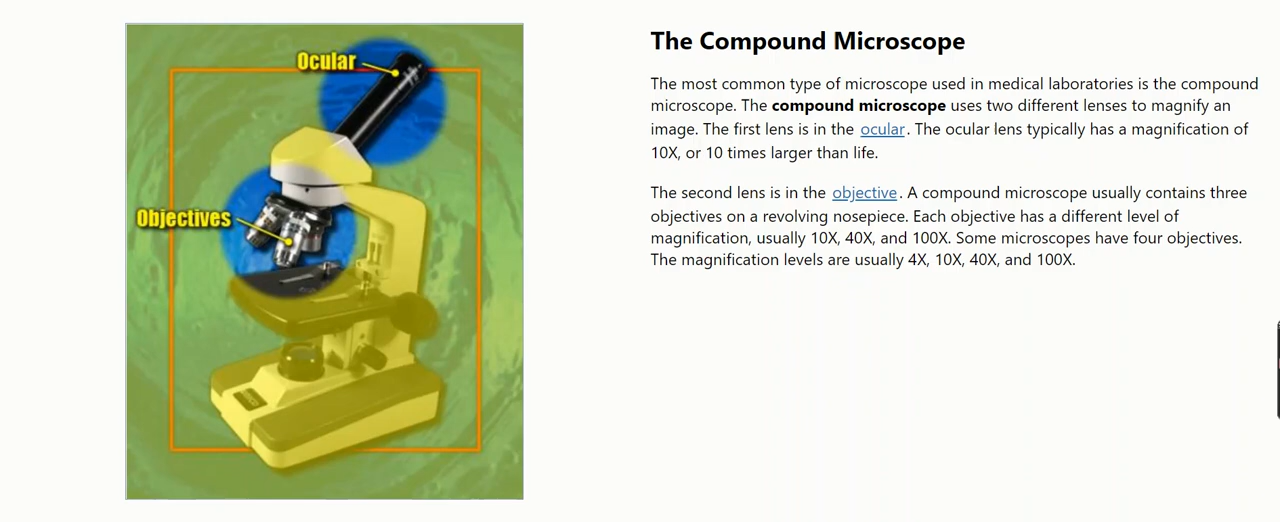 Ocular
Objectives
The Compound Microscope
The most common type of microscope used in medical laboratories is the compound
microscope. The compound microscope uses two different lenses to magnify an
image. The first lens is in the ocular. The ocular lens typically has a magnification of
10X, or 10 times larger than life.
The second lens is in the objective. A compound microscope usually contains three
objectives on a revolving nosepiece. Each objective has a different level of
magnification, usually 10X, 40X, and 100X. Some microscopes have four objectives.
The magnification levels are usually 4X, 10X, 40X, and 100X.